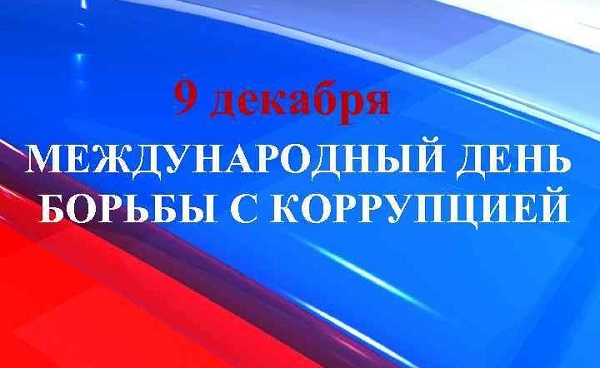 9 декабря
МЕЖДУНАРОДНЫЙ ДЕНЬ
БОРЬБЫ С КОРРУПЦИЕЙ